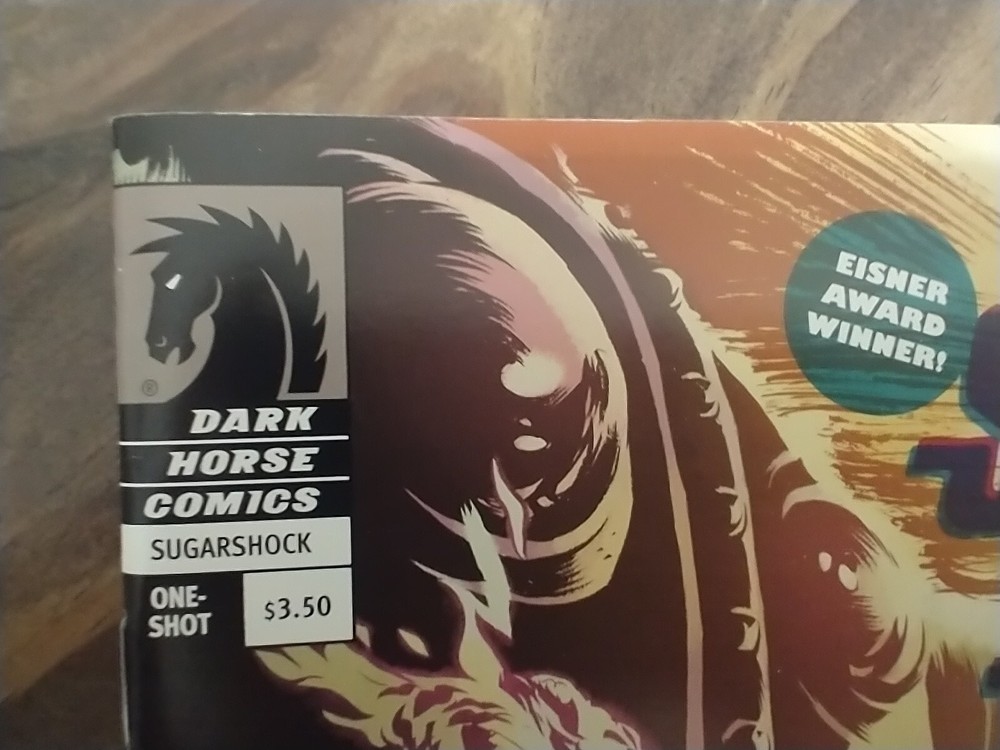 ®
DARK
HORSE
COMICS
SUGARSHOCK
ONE-
SHOT
$3.50
EISNER
AWARD
WINNER!